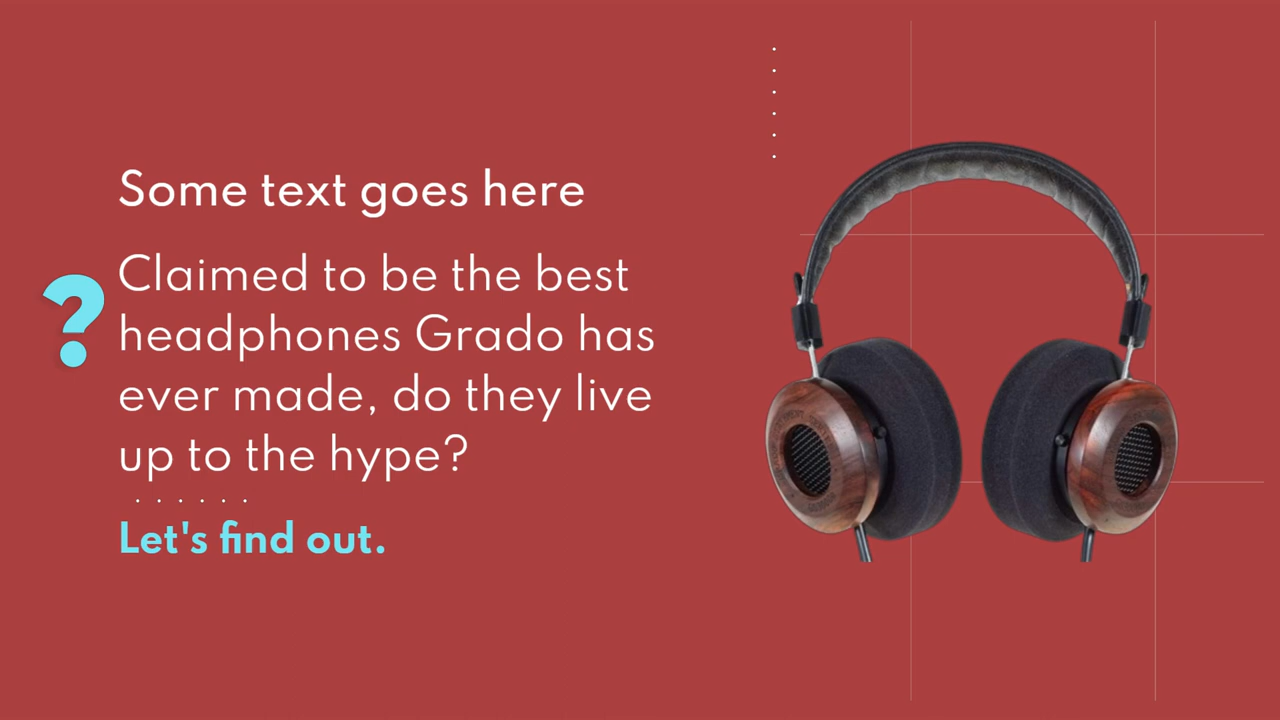 Some text goes here
?
Claimed to be the best
headphones Grado has
ever made, do they live
up to the hype?
Let's find out.